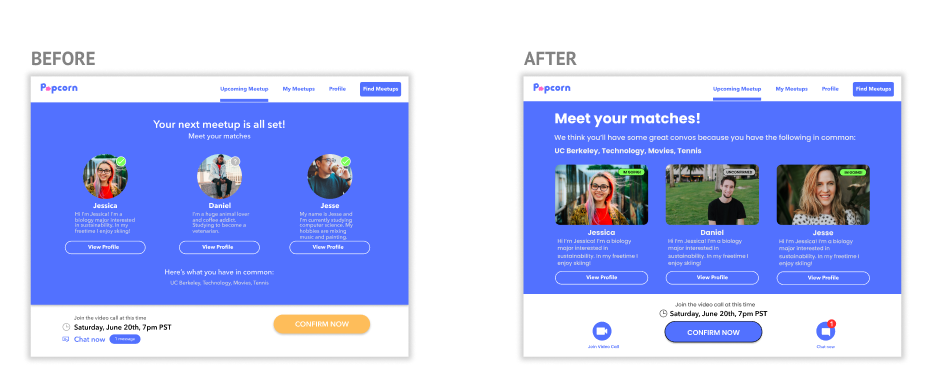 BEFORE
Popcorn
Upcoming Meetup My Meetups Profile Find Meetups
Your next meetup is all set!
Meet your matches
Jessica
Hi I'm Jessica! I'm a
biology major interested
in sustainability. In my
freetime I enjoy skiing!
View Profile
Daniel
I'm a huge animal lover
and coffee addict.
Studying to become a
veterinarian.
View Profile
Jesse
My name is Jesse and
I'm currently studying
computer science. My
hobbies are mixing
music and painting.
View Profile
Here's what you have in common:
UC Berkeley, Technology, Movies, Tennis
Join the video call at this time
Saturday, June 20th, 7pm PST
Chat now 1 message
CONFIRM NOW
AFTER
Popcorn
Upcoming Meetup My Meetups Profile Find Meetups
Meet your matches!
We think you'll have some great convos because you have the following in common:
UC Berkeley, Technology, Movies, Tennis
I'M GOING!
Jessica
Hi I'm Jessica! I'm a biology
major interested in
sustainability. In my freetime I
enjoy skiing!
View Profile
UNCONFIRMED
Daniel
Hi I'm Jessica! I'm a biology
major interested in
sustainability. In my freetime I
enjoy skiing!
View Profile
I'M GOING!
Jesse
Hi I'm Jessica! I'm a biology
major interested in
sustainability. In my freetime I
enjoy skiing!
View Profile
Join the video call at this time
Saturday, June 20th, 7pm PST
Join Video Call
CONFIRM NOW
1
Chat now